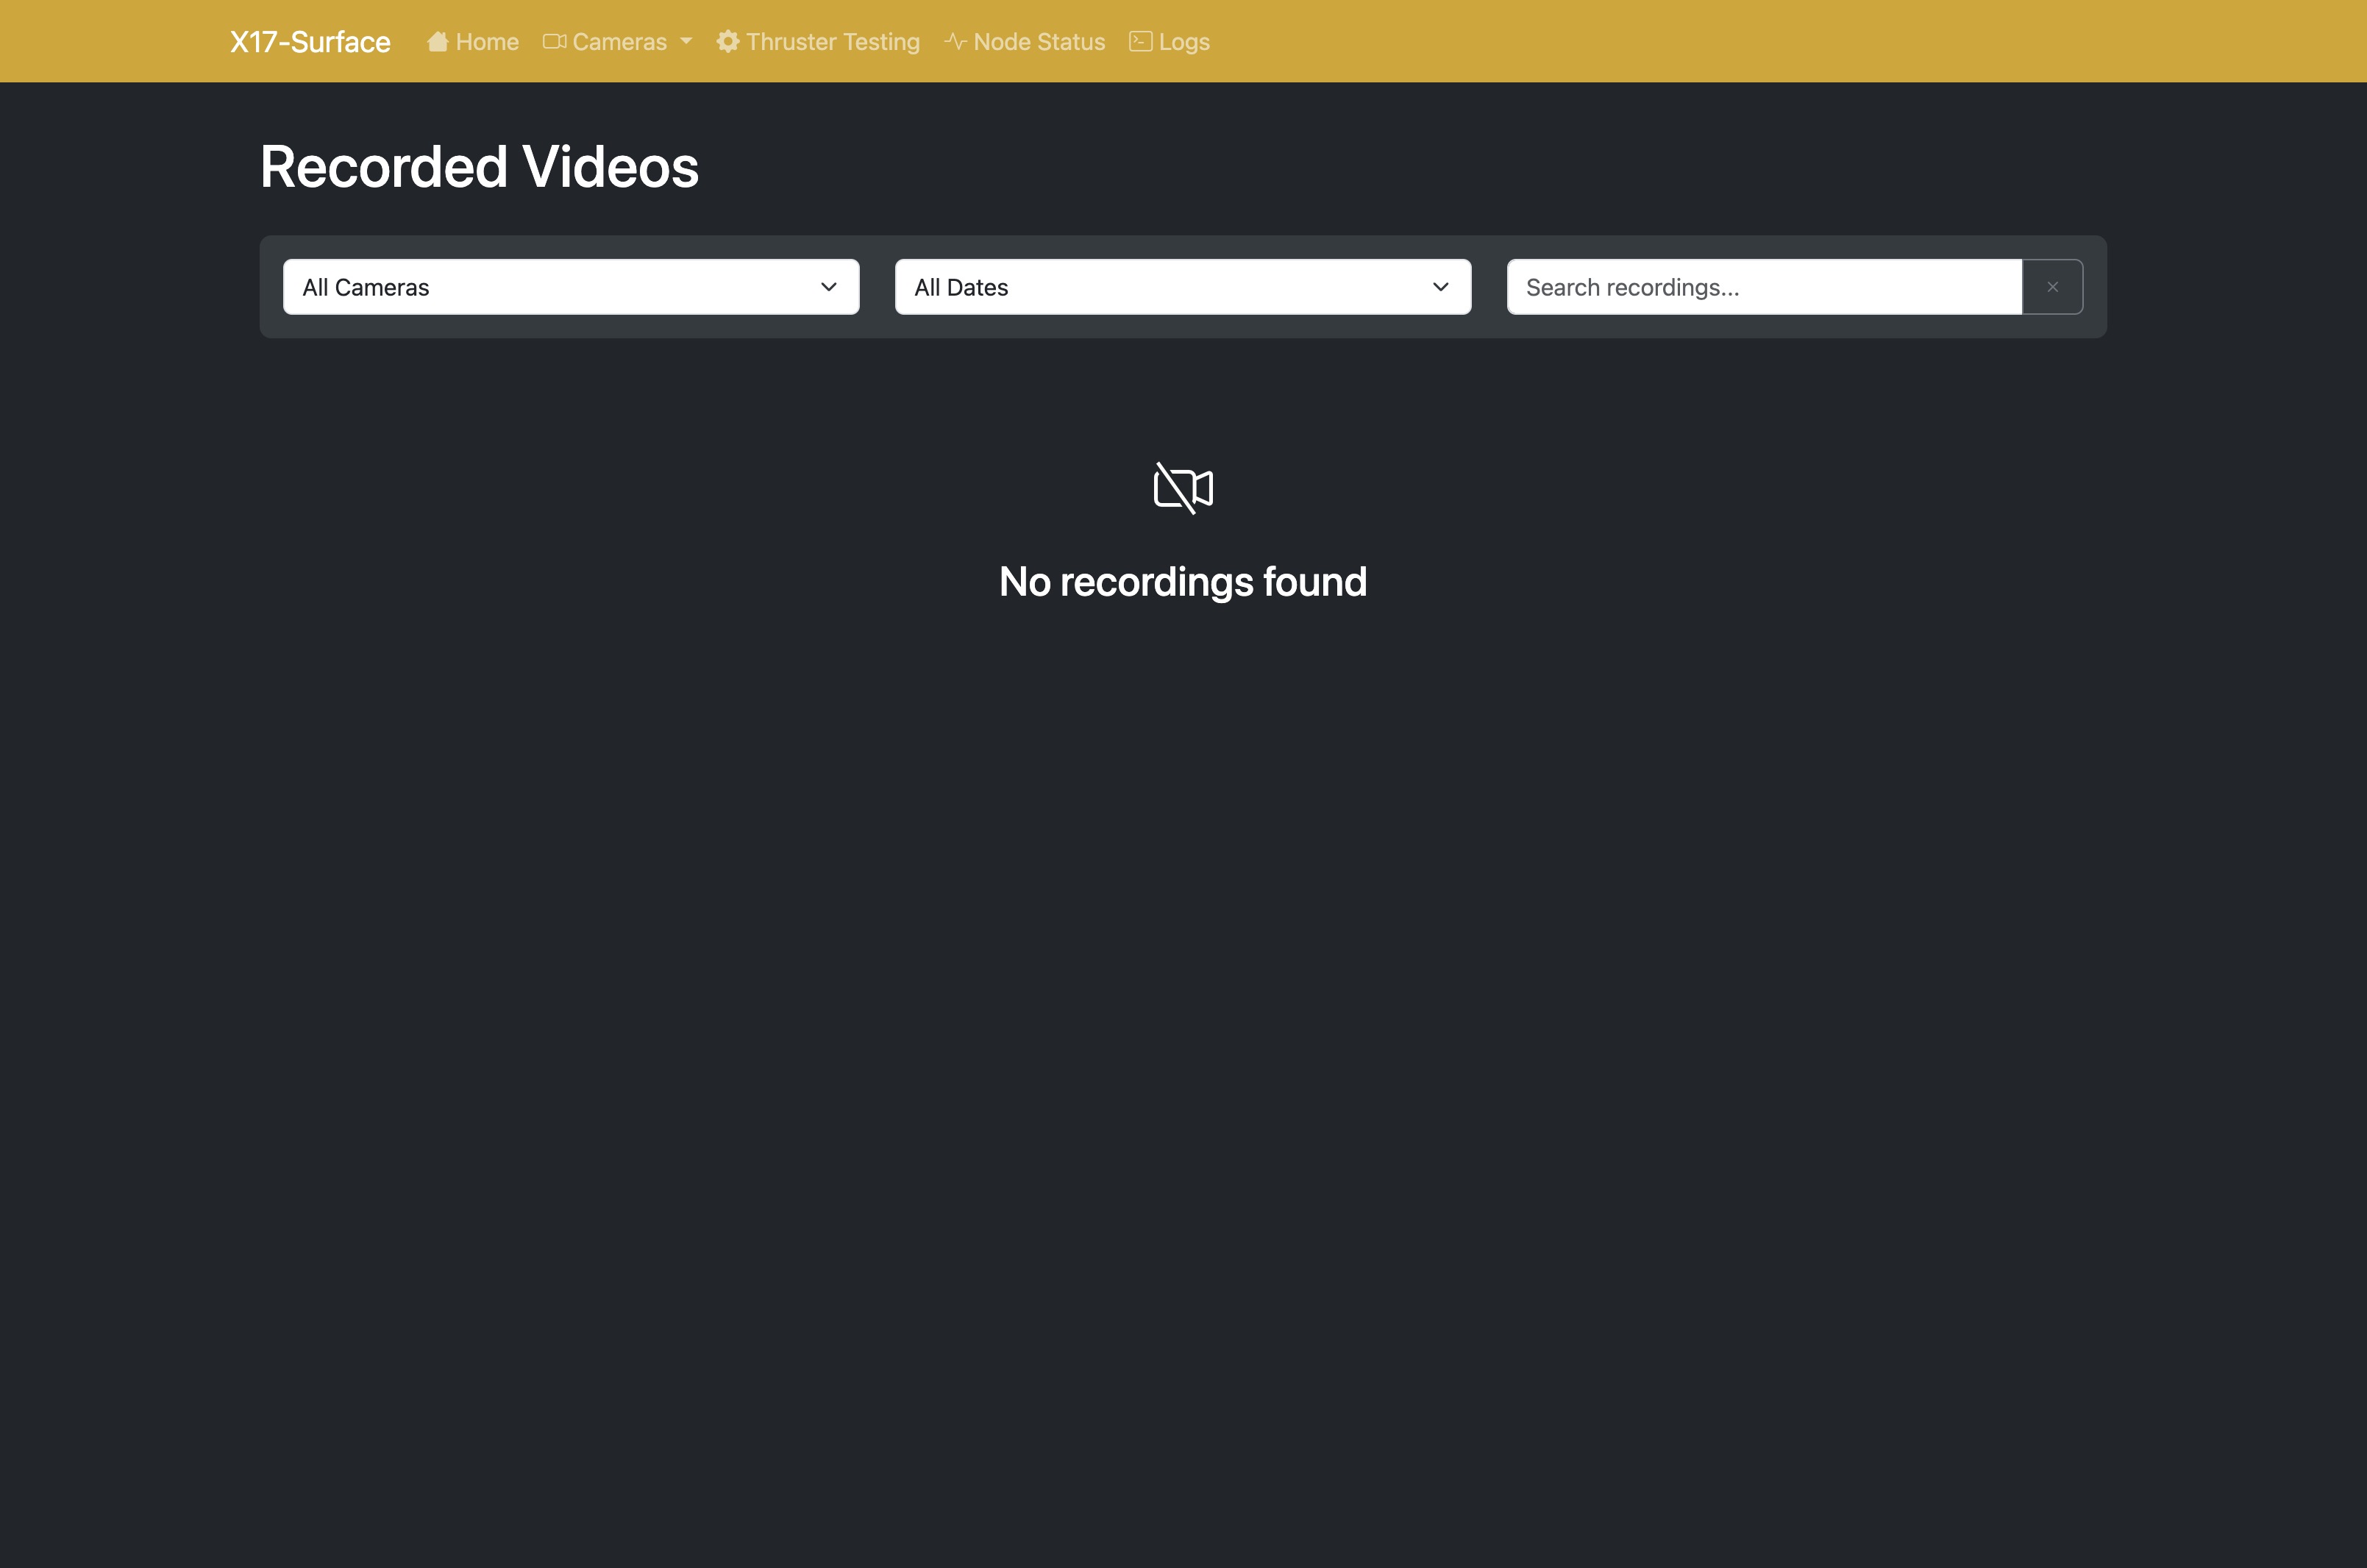 X17-Surface Home Cameras Thruster Testing Node Status Logs
Recorded Videos
All Cameras All Dates Search recordings...
No recordings found